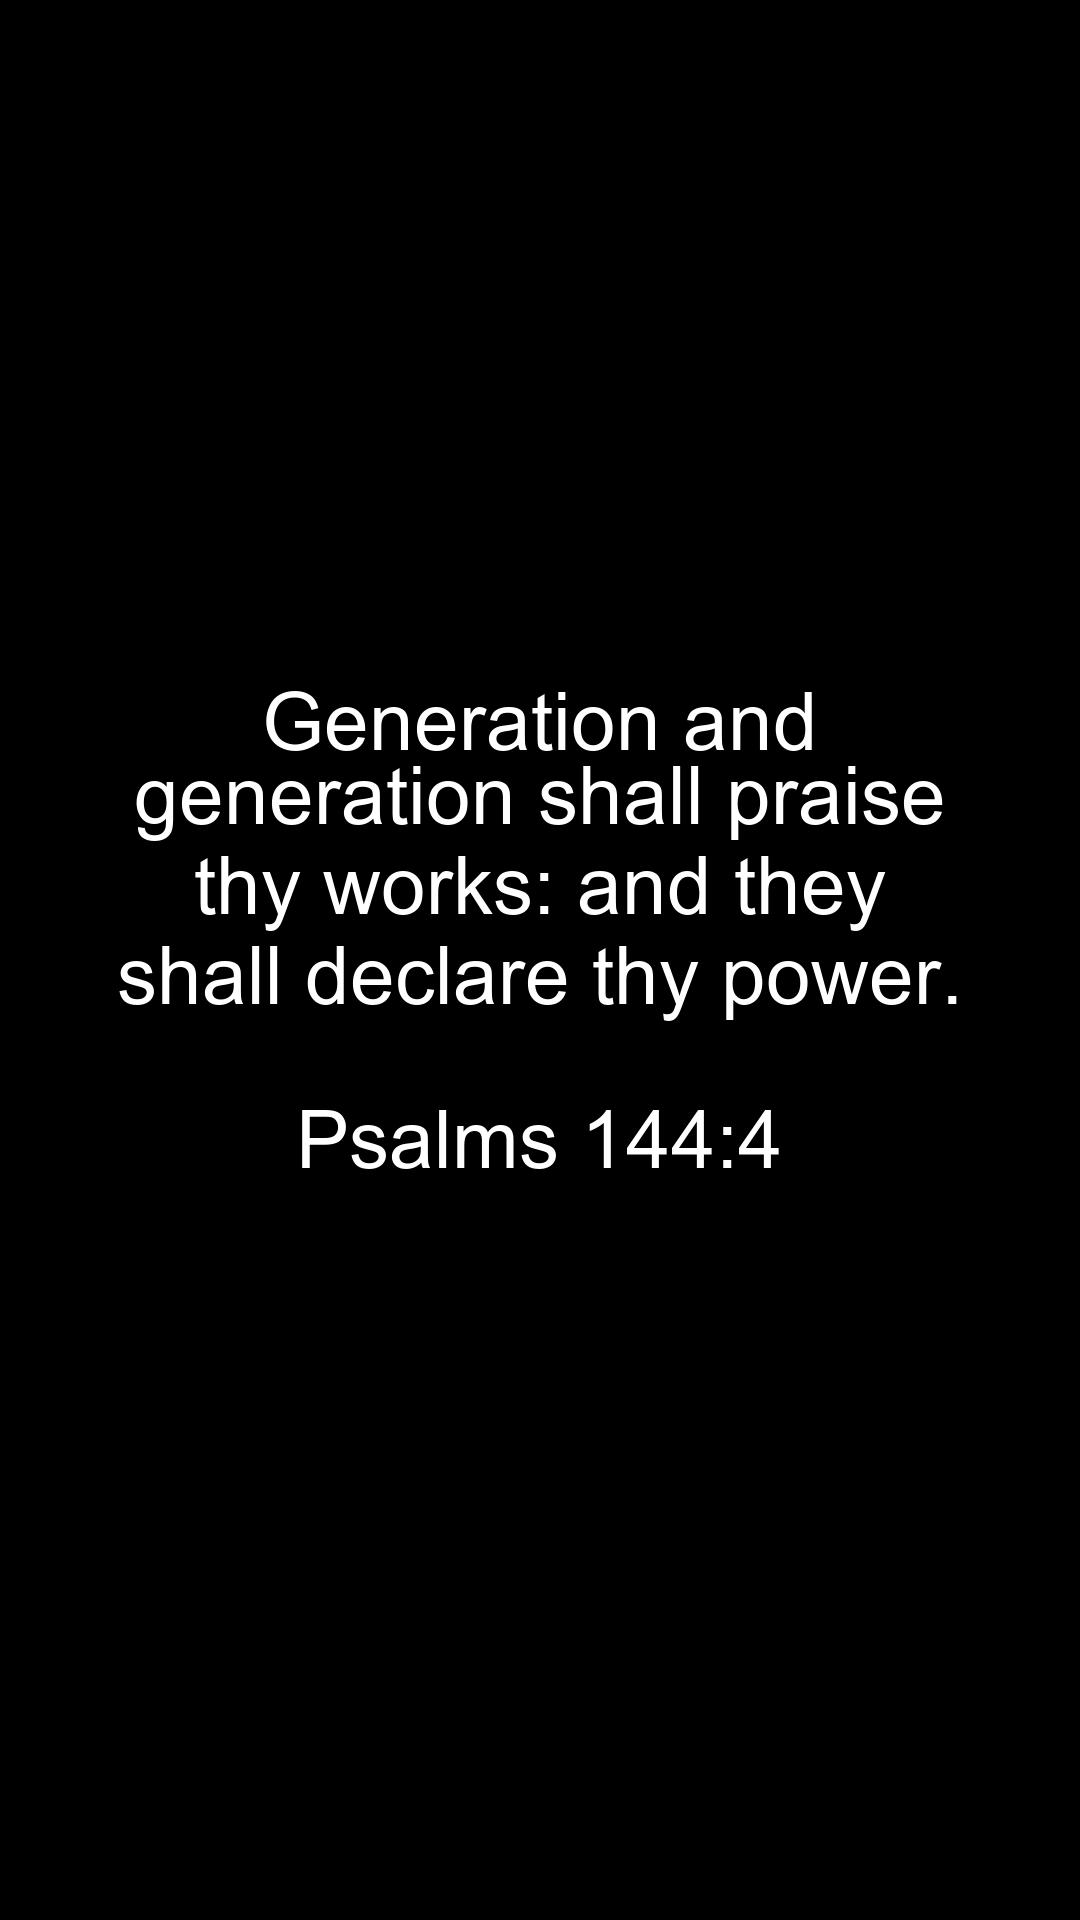 Generation and
generation shall praise
thy works: and they
shall declare thy power.
Psalms 144:4